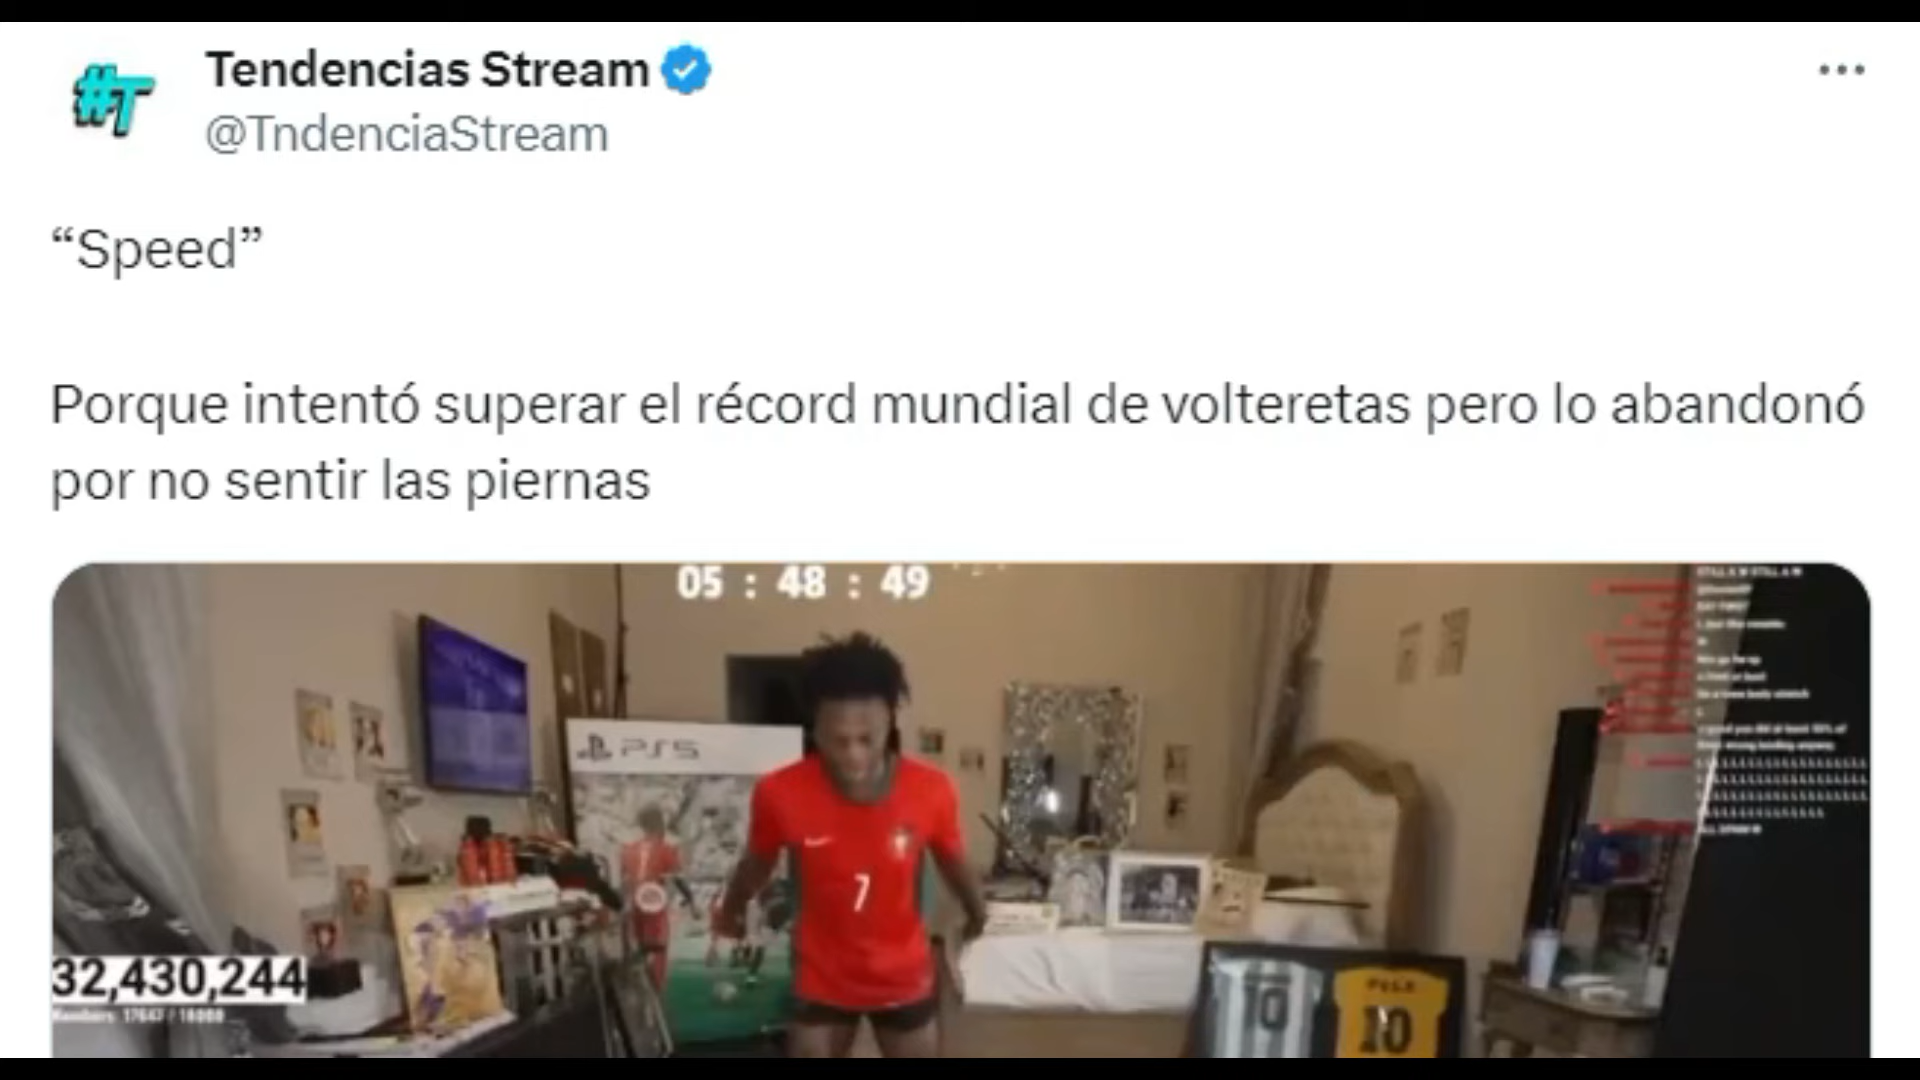 #T
Tendencias Stream
@TndenciaStream
“Speed”
Porque intentó superar el récord mundial de volteretas pero lo abandonó
por no sentir las piernas
05 : 48 : 49
PS5
7
32,430,244
10
PELE
10